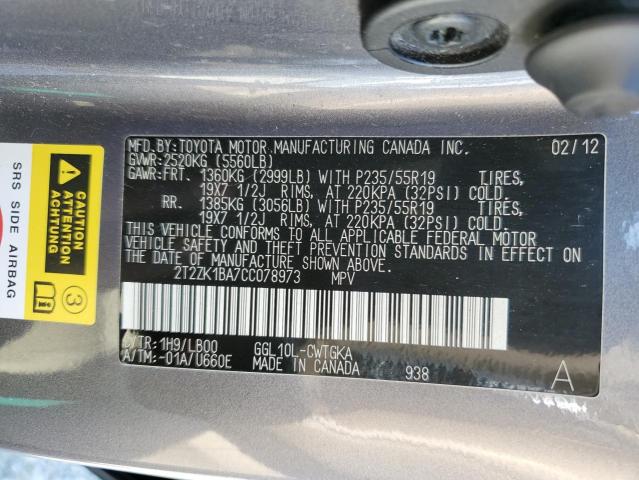 MFD.BY:TOYOTA MOTOR MANUFACTURING CANADA INC. 02/12
GVWR:2520KG (5560LB)
GAWR:FRT. 1360KG (2999LB) WITH P235/55R19 TIRES,
19X7 1/2J RIMS, AT 220KPA (32PSI) COLD.
RR. 1385KG (3056LB) WITH P235/55R19 TIRES,
19X7 1/2J RIMS, AT 220KPA (32PSI) COLD.
THIS VEHICLE CONFORMS TO ALL APPLICABLE FEDERAL MOTOR
VEHICLE SAFETY AND THEFT PREVENTION STANDARDS IN EFFECT ON
THE DATE OF MANUFACTURE SHOWN ABOVE.
2T2ZK1BA7CC078973 MPV
C/TR:1H9/LB00 GGL10L-CWTGKA
A/TM:-01A/U660E MADE IN CANADA 938 A
SRS SIDE AIRBAG
CAUTION
ATTENTION
ACHTUNG
3